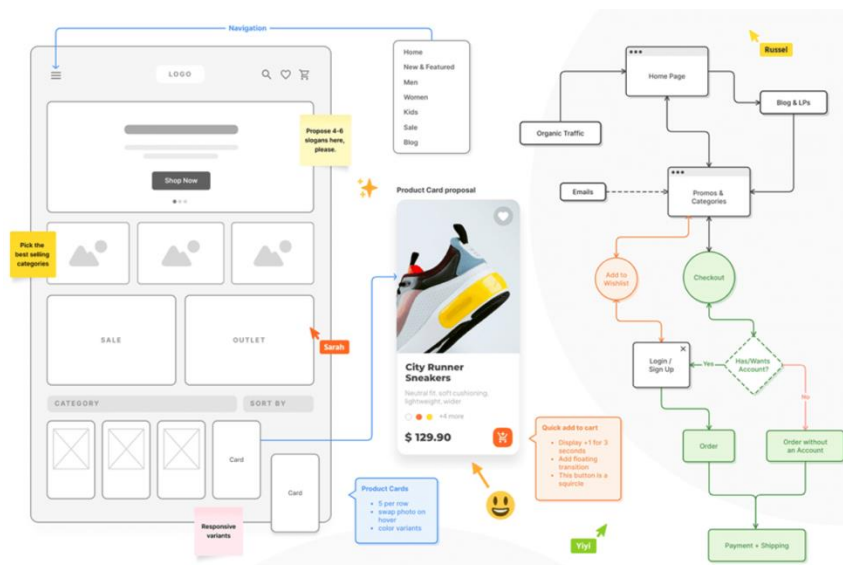 Navigation
LOGO
Propose 4-6
slogans here,
please.
Shop Now
Pick the
best selling
categories
SALE
OUTLET
Sarah
CATEGORY
SORT BY
Card
Card
Responsive
variants
Home
New & Featured
Men
Women
Kids
Sale
Blog
Product Card proposal
City Runner
Sneakers
Neutral fit, soft cushioning,
lightweight, wider
+4 more
$ 129.90
Product Cards
5 per row
swap photo on
hover
color variants
Quick add to cart
Display +1 for 3
seconds
Add floating
transition
This button is a
squircle
Yiyi
Russel
Home Page
Blog & LPs
Organic Traffic
Emails
Promos &
Categories
Add to
Wishlist
Checkout
Login /
Sign Up
Yes
Has/Wants
Account?
No
Order
Order without
an Account
Payment + Shipping